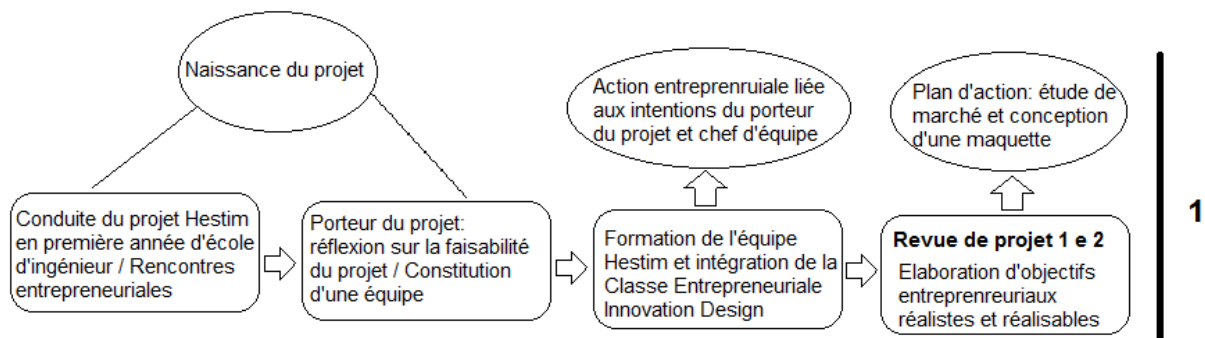 Naissance du projet
Action entreprenruiale liée
aux intentions du porteur
du projet et chef d'équipe
Plan d'action: étude de
marché et conception
d'une maquette
Conduite du projet Hestim
en première année d'école
d'ingénieur / Rencontres
entrepreneuriales
Porteur du projet:
réflexion sur la faisabilité
du projet / Constitution
d'une équipe
Formation de l'équipe
Hestim et intégration de la
Classe Entrepreneuriale
Innovation Design
Revue de projet 1 e 2
Elaboration d'objectifs
entreprenreuriaux
réalistes et réalisables
1